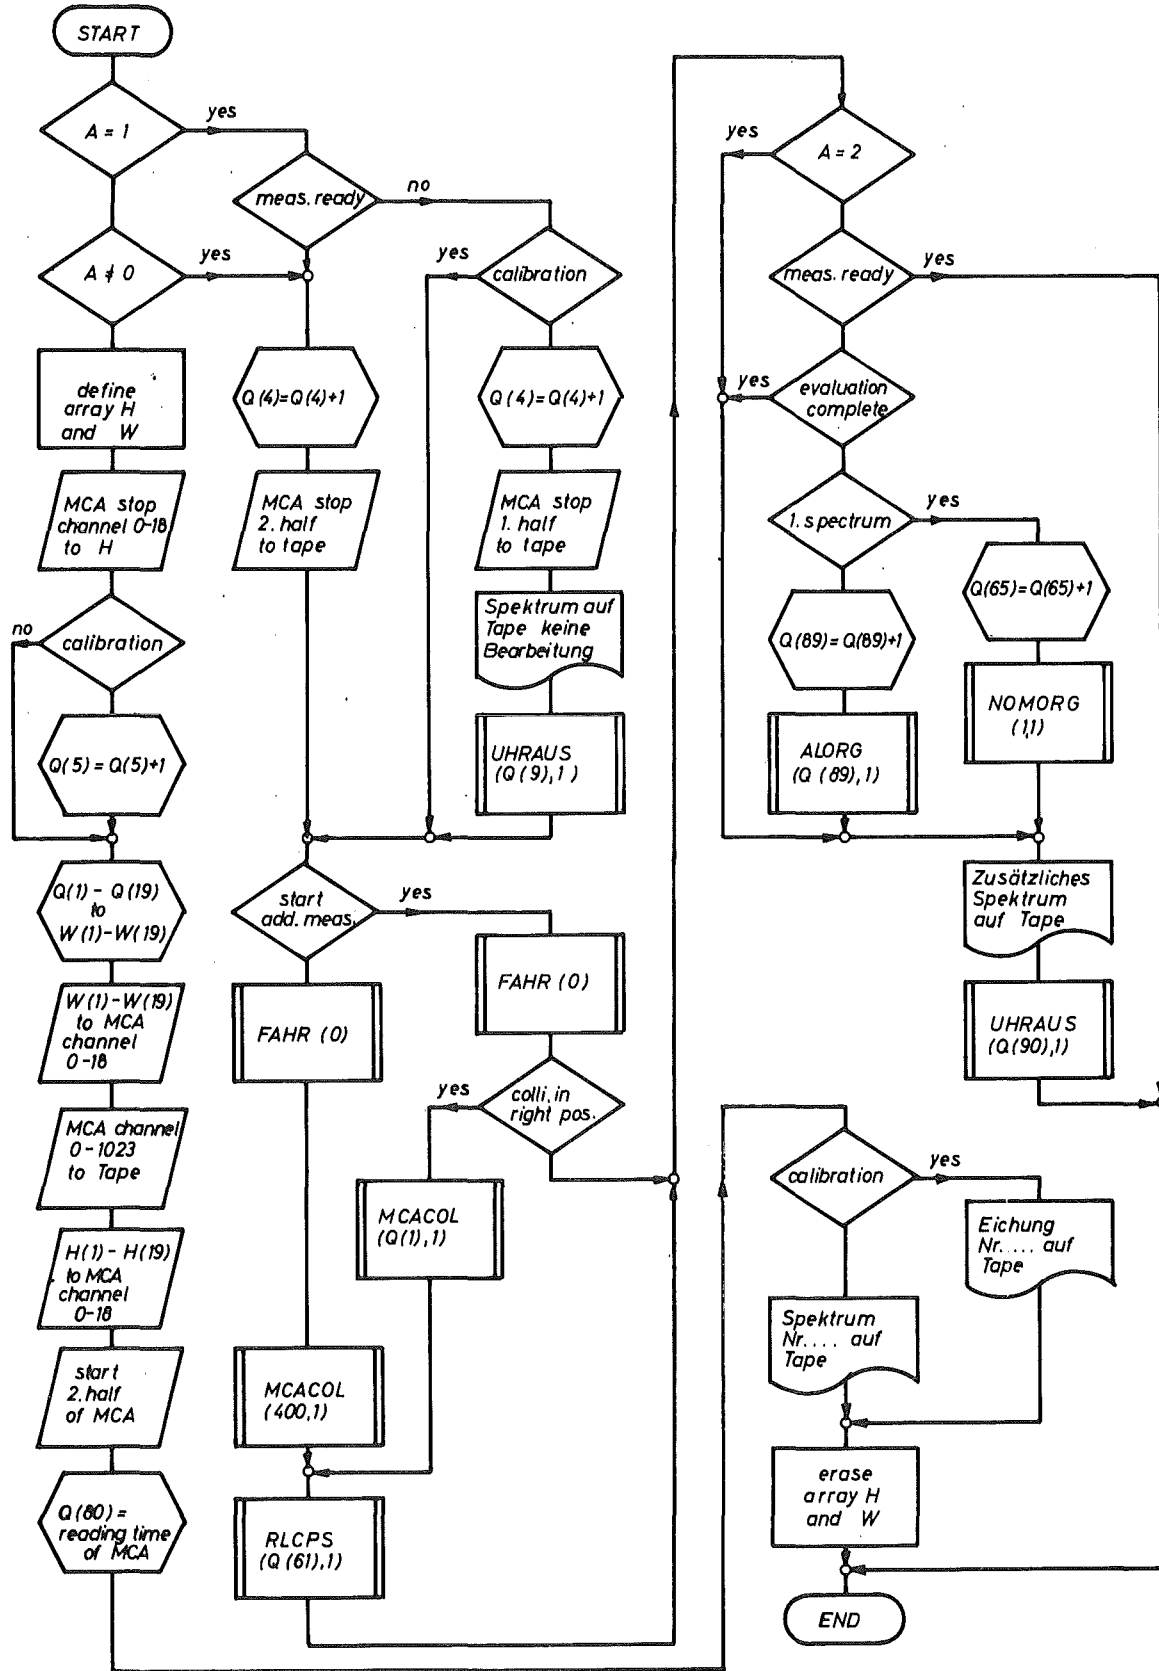 START
A = 1
yes
meas. ready
no
A ≠ 0
yes
yes
calibration
define
array H
and W
Q(4)=Q(4)+1
Q(4)=Q(4)+1
MCA stop
channel 0-18
to H
MCA stop
2. half
to tape
MCA stop
1. half
to tape
no
calibration
Spektrum auf
Tape keine
Bearbeitung
Q(5) = Q(5)+1
UHRAUS
(Q(9),1)
Q(1) - Q(19)
to
W(1)-W(19)
start
add. meas.
yes
FAHR (0)
W(1)-W(19)
to MCA
channel
0-18
FAHR (0)
yes
colli. in
right pos.
MCA channel
0-1023
to Tape
MCACOL
(Q(1),1)
H(1) - H(19)
to MCA
channel
0-18
start
2. half
of MCA
MCACOL
(400,1)
Q(80) =
reading time
of MCA
RLCPS
(Q(61),1)
yes
A = 2
meas. ready
yes
yes
evaluation
complete
1. spectrum
yes
Q(65)=Q(65)+1
Q(89)=Q(89)+1
NOMORG
(1,1)
ALORG
(Q(89),1)
Zusätzliches
Spektrum
auf Tape
UHRAUS
(Q(90),1)
calibration
yes
Eichung
Nr.... auf
Tape
Spektrum
Nr.... auf
Tape
erase
array H
and W
END